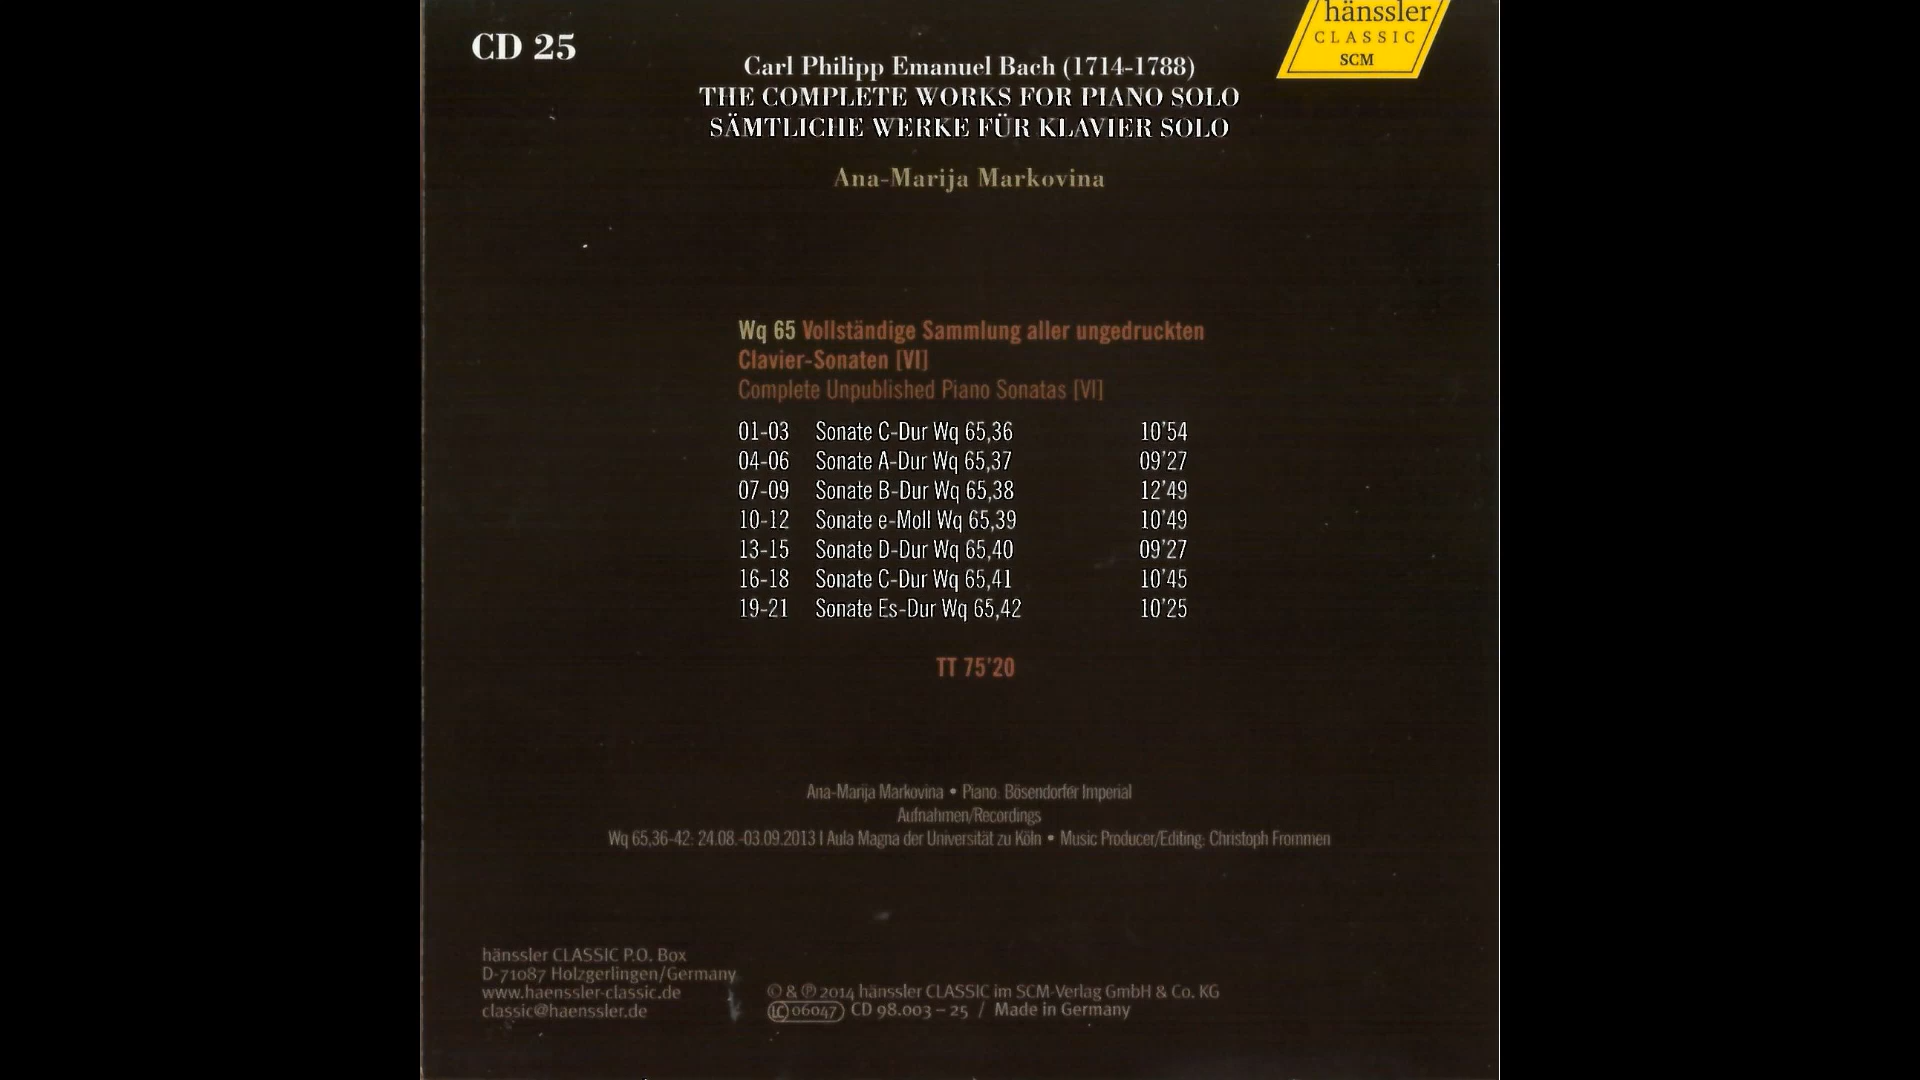 CD 25
hänssler
CLASSIC
SCM
Carl Philipp Emanuel Bach (1714-1788)
THE COMPLETE WORKS FOR PIANO SOLO
SÄMTLICHE WERKE FÜR KLAVIER SOLO
Ana-Marija Markovina
Wq 65 Vollständige Sammlung aller ungedruckten
Clavier-Sonaten [VI]
Complete Unpublished Piano Sonatas [VI]
01-03 Sonate C-Dur Wq 65,36 10'54
04-06 Sonate A-Dur Wq 65,37 09'27
07-09 Sonate B-Dur Wq 65,38 12'49
10-12 Sonate e-Moll Wq 65,39 10'49
13-15 Sonate D-Dur Wq 65,40 09'27
16-18 Sonate C-Dur Wq 65,41 10'45
19-21 Sonate Es-Dur Wq 65,42 10'25
TT 75'20
Ana-Marija Markovina • Piano: Bösendorfer Imperial
Aufnahmen/Recordings
Wq 65,36-42: 24.08.-03.09.2013 | Aula Magna der Universität zu Köln • Music Producer/Editing: Christoph Frommen
hänssler CLASSIC P.O. Box
D-71087 Holzgerlingen/Germany
www.haenssler-classic.de
classic@haenssler.de
© & ℗ 2014 hänssler CLASSIC im SCM-Verlag GmbH & Co. KG
LC 06047 CD 98.003 – 25 / Made in Germany